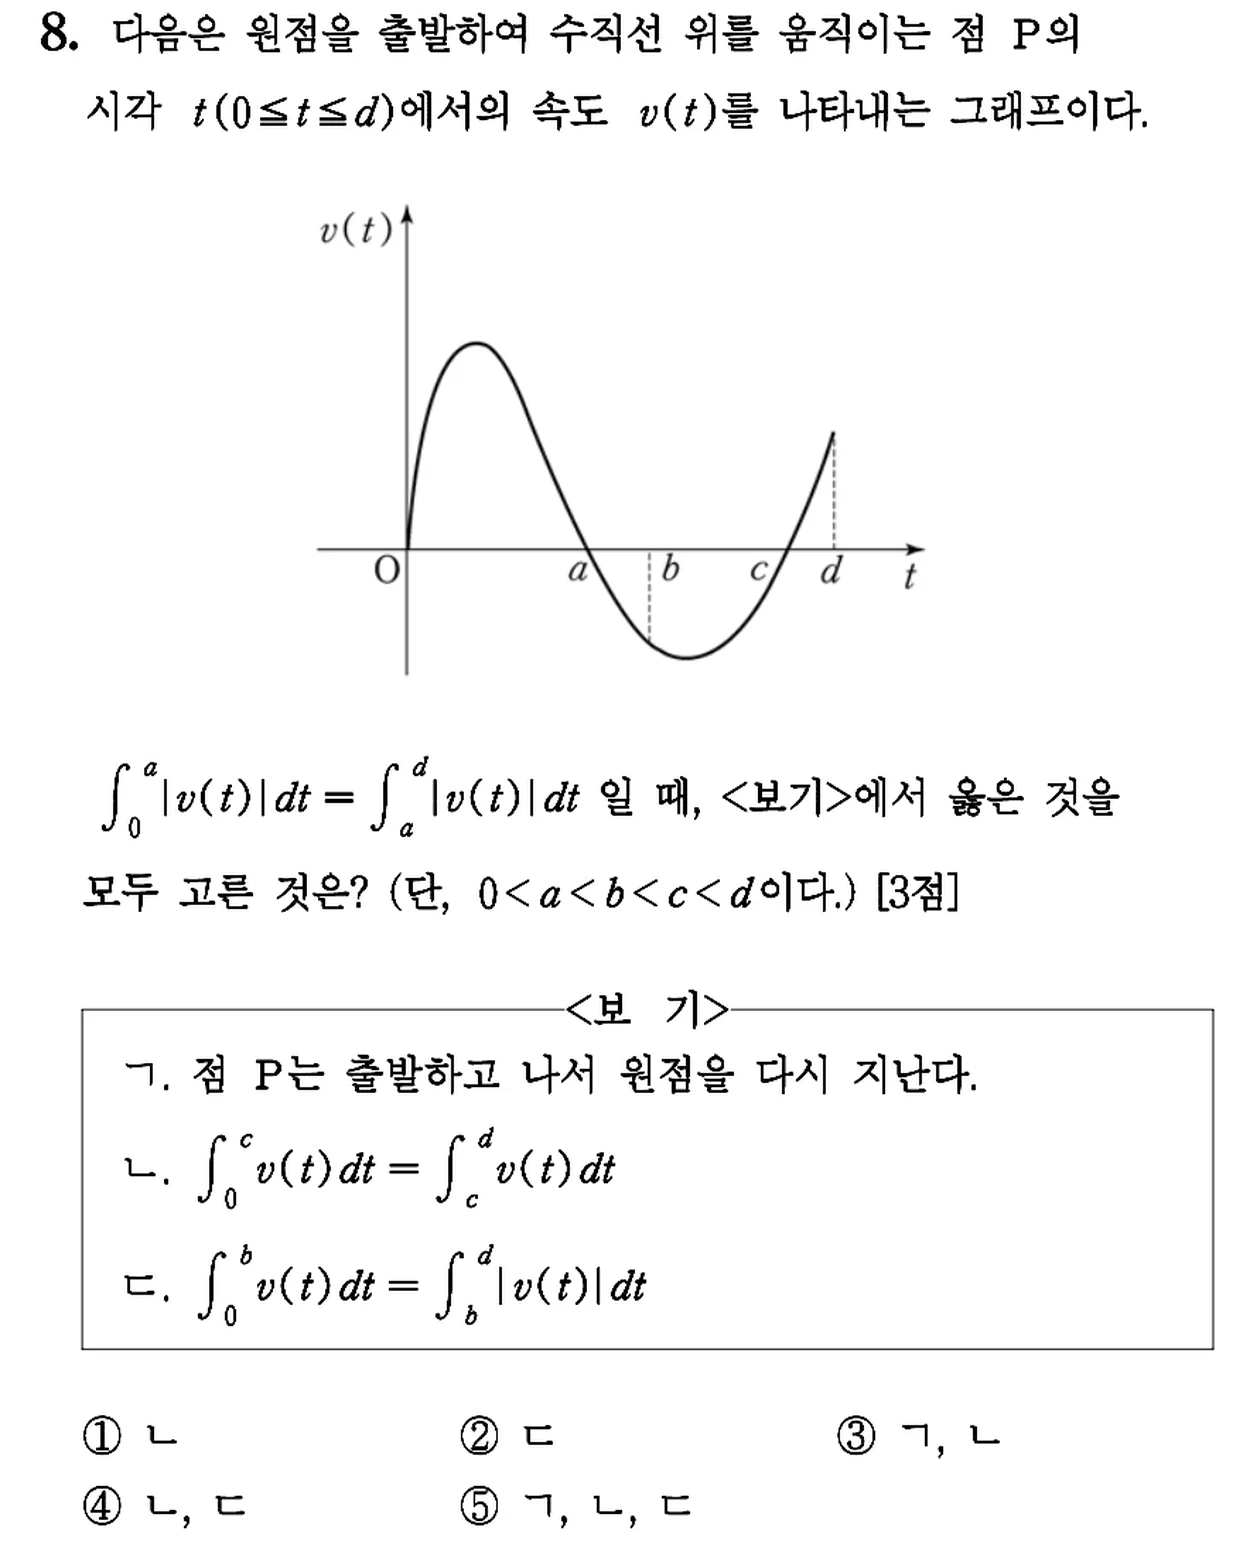 8. 다음은 원점을 출발하여 수직선 위를 움직이는 점 P의
시각 t(0≦t≦d)에서의 속도 v(t)를 나타내는 그래프이다.
v(t)
O a b c d t
∫₀ᵃ|v(t)|dt = ∫ₐᵈ|v(t)|dt 일 때, <보기>에서 옳은 것을
모두 고른 것은? (단, 0<a<b<c<d이다.) [3점]
<보 기>
ㄱ. 점 P는 출발하고 나서 원점을 다시 지난다.
ㄴ. ∫₀ᶜ v(t)dt = ∫_c^d v(t)dt
ㄷ. ∫₀ᵇ v(t)dt = ∫_b^d |v(t)|dt
① ㄴ ② ㄷ ③ ㄱ, ㄴ
④ ㄴ, ㄷ ⑤ ㄱ, ㄴ, ㄷ